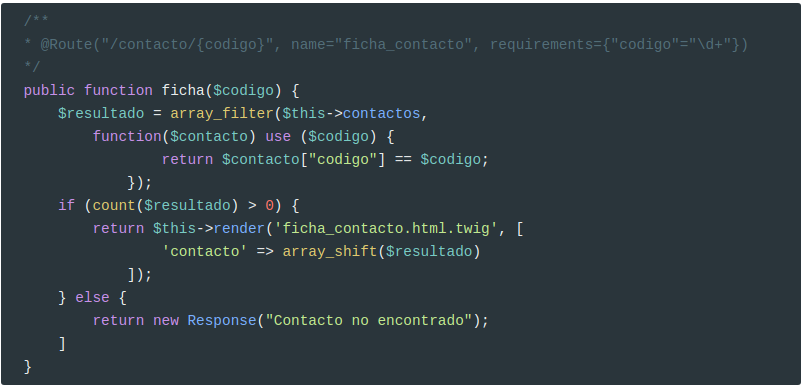 /**
* @Route("/contacto/{codigo}", name="ficha_contacto", requirements={"codigo"="\d+"})
*/
public function ficha($codigo) {
    $resultado = array_filter($this->contactos,
        function($contacto) use ($codigo) {
                return $contacto["codigo"] == $codigo;
            });
    if (count($resultado) > 0) {
        return $this->render('ficha_contacto.html.twig', [
                'contacto' => array_shift($resultado)
            ]);
    } else {
        return new Response("Contacto no encontrado");
    ]
}